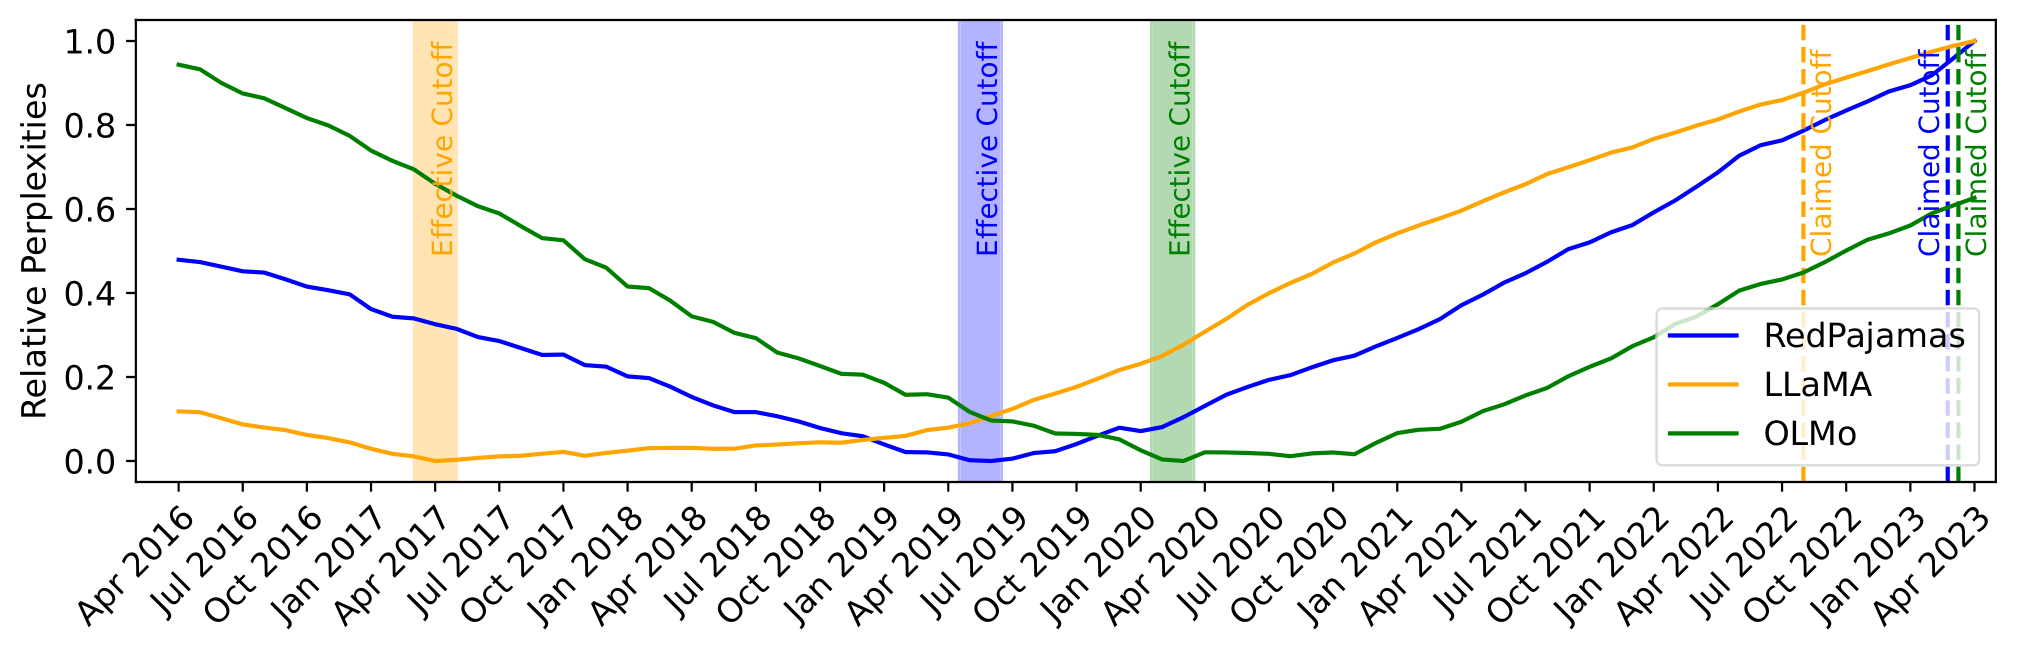 Relative Perplexities
1.0
0.8
0.6
0.4
0.2
0.0
Effective Cutoff
Effective Cutoff
Effective Cutoff
Claimed Cutoff
Claimed Cutoff
Claimed Cutoff
RedPajamas
LLaMA
OLMo
Apr 2016
Jul 2016
Oct 2016
Jan 2017
Apr 2017
Jul 2017
Oct 2017
Jan 2018
Apr 2018
Jul 2018
Oct 2018
Jan 2019
Apr 2019
Jul 2019
Oct 2019
Jan 2020
Apr 2020
Jul 2020
Oct 2020
Jan 2021
Apr 2021
Jul 2021
Oct 2021
Jan 2022
Apr 2022
Jul 2022
Oct 2022
Jan 2023
Apr 2023